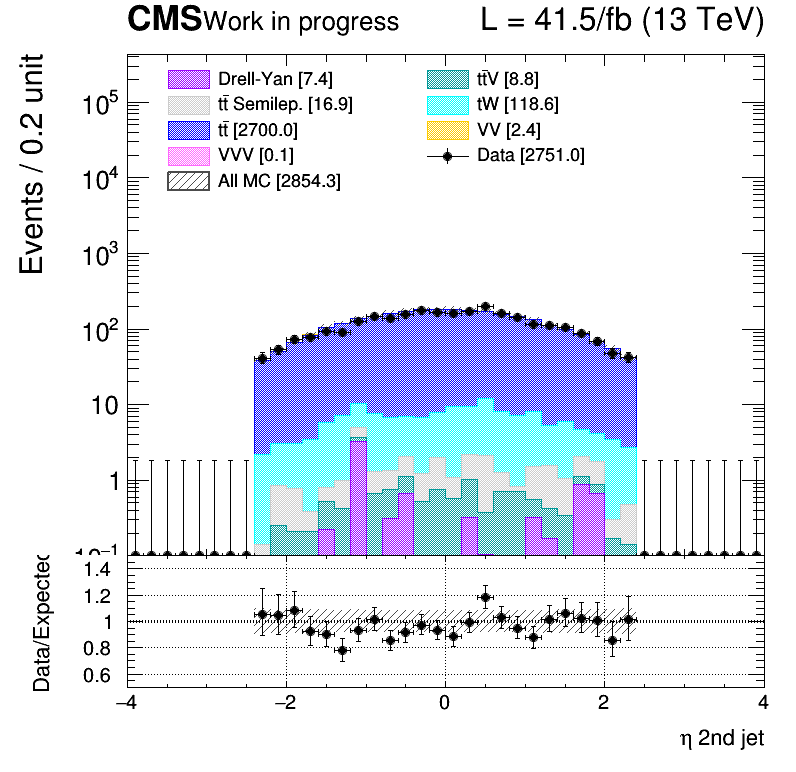 CMS Work in progress L = 41.5/fb (13 TeV)
Events / 0.2 unit
Drell-Yan [7.4]
tt̄ Semilep. [16.9]
tt̄ [2700.0]
VVV [0.1]
All MC [2854.3]
tt̄V [8.8]
tW [118.6]
VV [2.4]
Data [2751.0]
10⁵
10⁴
10³
10²
10
1
10⁻¹
Data/Expected
1.4
1.2
1
0.8
0.6
−4 −2 0 2 4
η 2nd jet